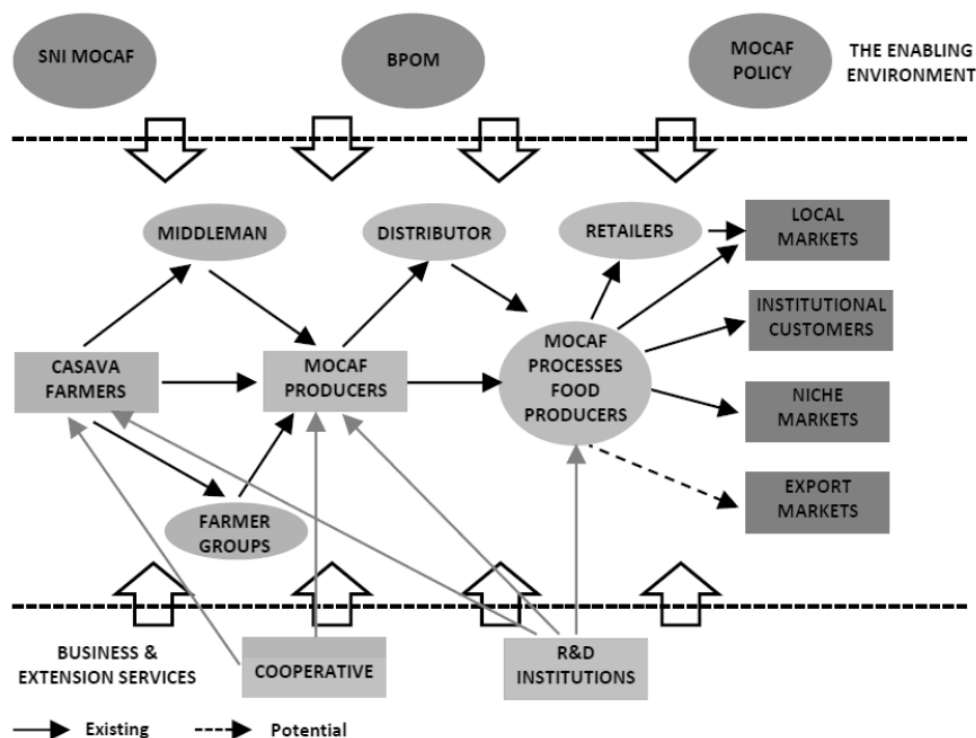 SNI MOCAF
BPOM
MOCAF
POLICY
THE ENABLING
ENVIRONMENT
MIDDLEMAN
DISTRIBUTOR
RETAILERS
LOCAL
MARKETS
INSTITUTIONAL
CUSTOMERS
CASAVA
FARMERS
MOCAF
PRODUCERS
MOCAF
PROCESSES
FOOD
PRODUCERS
NICHE
MARKETS
EXPORT
MARKETS
FARMER
GROUPS
BUSINESS &
EXTENSION SERVICES
COOPERATIVE
R&D
INSTITUTIONS
Existing
Potential